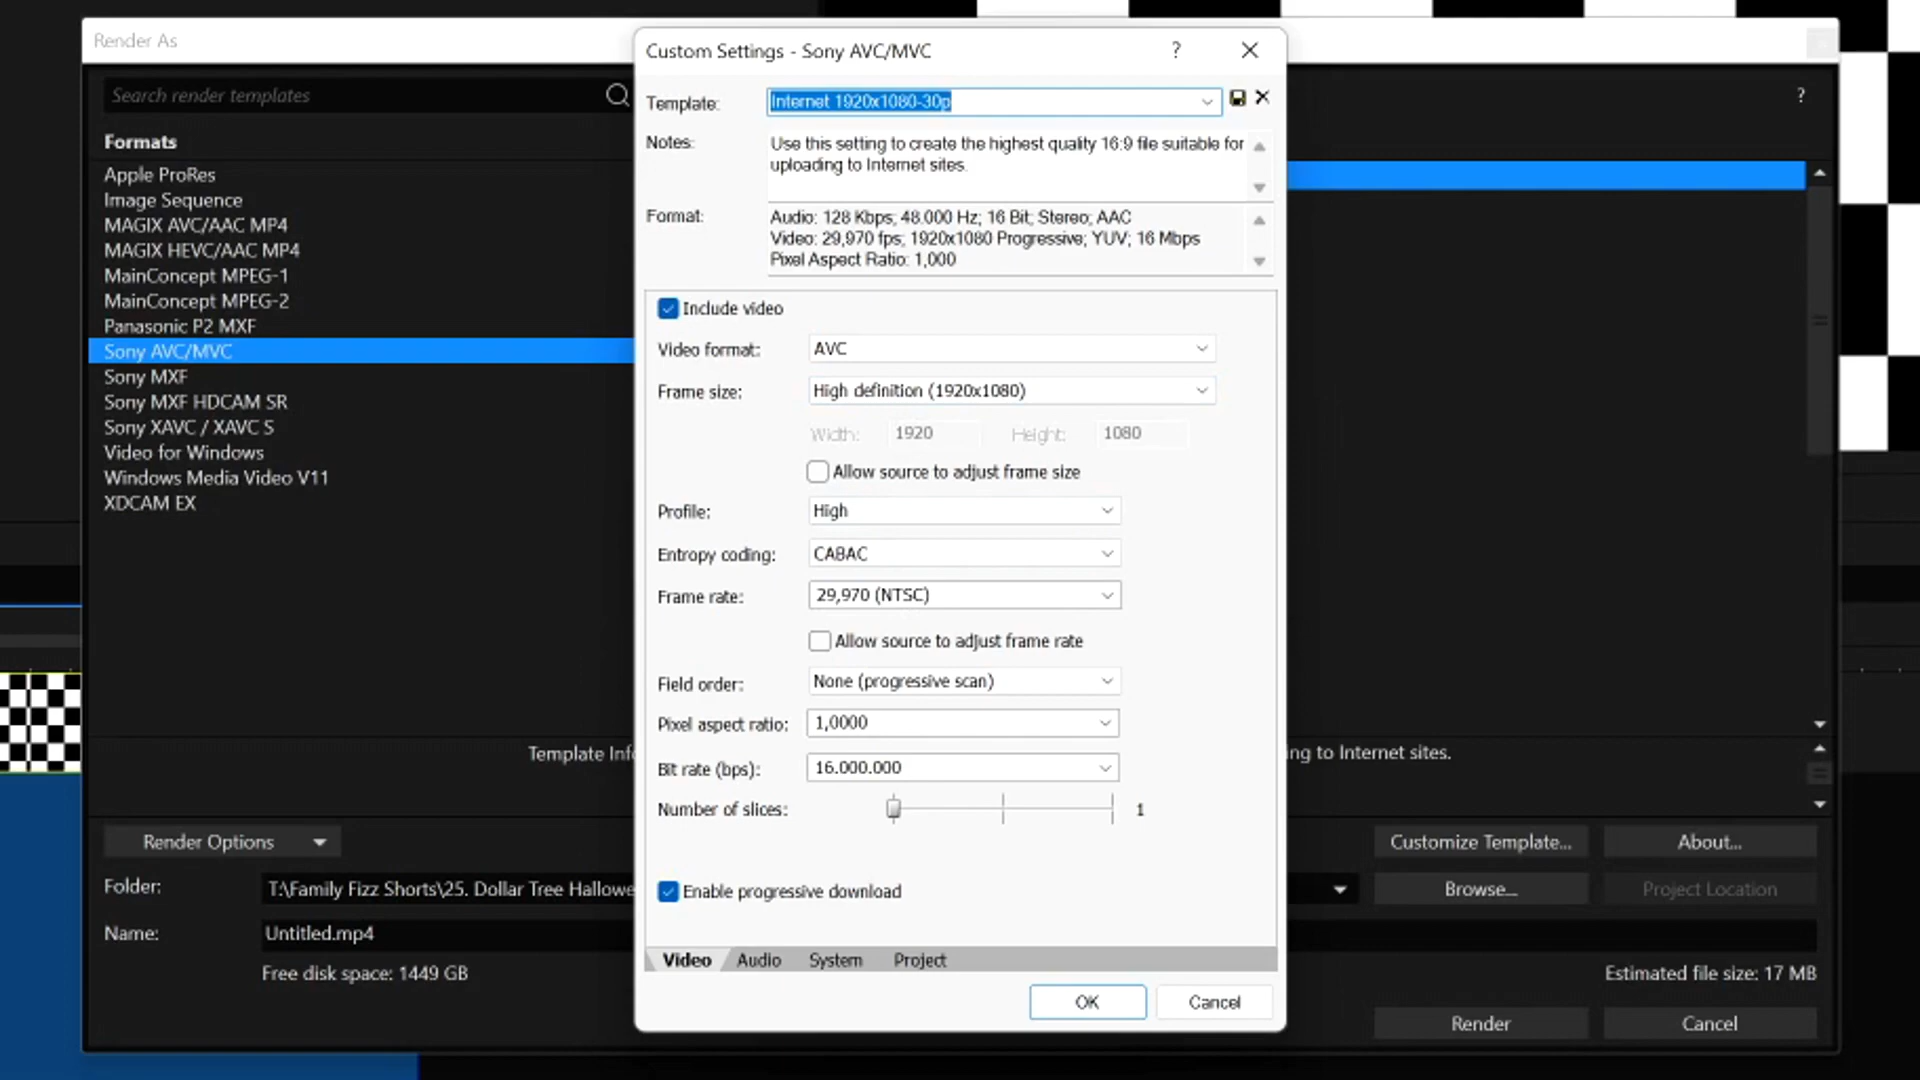 Render As
Search render templates
?
Formats
Apple ProRes
Image Sequence
MAGIX AVC/AAC MP4
MAGIX HEVC/AAC MP4
MainConcept MPEG-1
MainConcept MPEG-2
Panasonic P2 MXF
Sony AVC/MVC
Sony MXF
Sony MXF HDCAM SR
Sony XAVC / XAVC S
Video for Windows
Windows Media Video V11
XDCAM EX
Custom Settings - Sony AVC/MVC
?
Template: Internet 1920x1080-30p
Notes: Use this setting to create the highest quality 16:9 file suitable for
uploading to Internet sites.
Format: Audio: 128 Kbps; 48.000 Hz; 16 Bit; Stereo; AAC
Video: 29,970 fps; 1920x1080 Progressive; YUV; 16 Mbps
Pixel Aspect Ratio: 1,000
Include video
Video format: AVC
Frame size: High definition (1920x1080)
Width: 1920 Height: 1080
Allow source to adjust frame size
Profile: High
Entropy coding: CABAC
Frame rate: 29,970 (NTSC)
Allow source to adjust frame rate
Field order: None (progressive scan)
Pixel aspect ratio: 1,0000
Bit rate (bps): 16.000.000
Number of slices: 1
Enable progressive download
Video Audio System Project
OK Cancel
Template Info
ing to Internet sites.
Render Options Customize Template... About...
Folder: T:\Family Fizz Shorts\25. Dollar Tree Hallowe Browse... Project Location
Name: Untitled.mp4
Free disk space: 1449 GB Estimated file size: 17 MB
Render Cancel